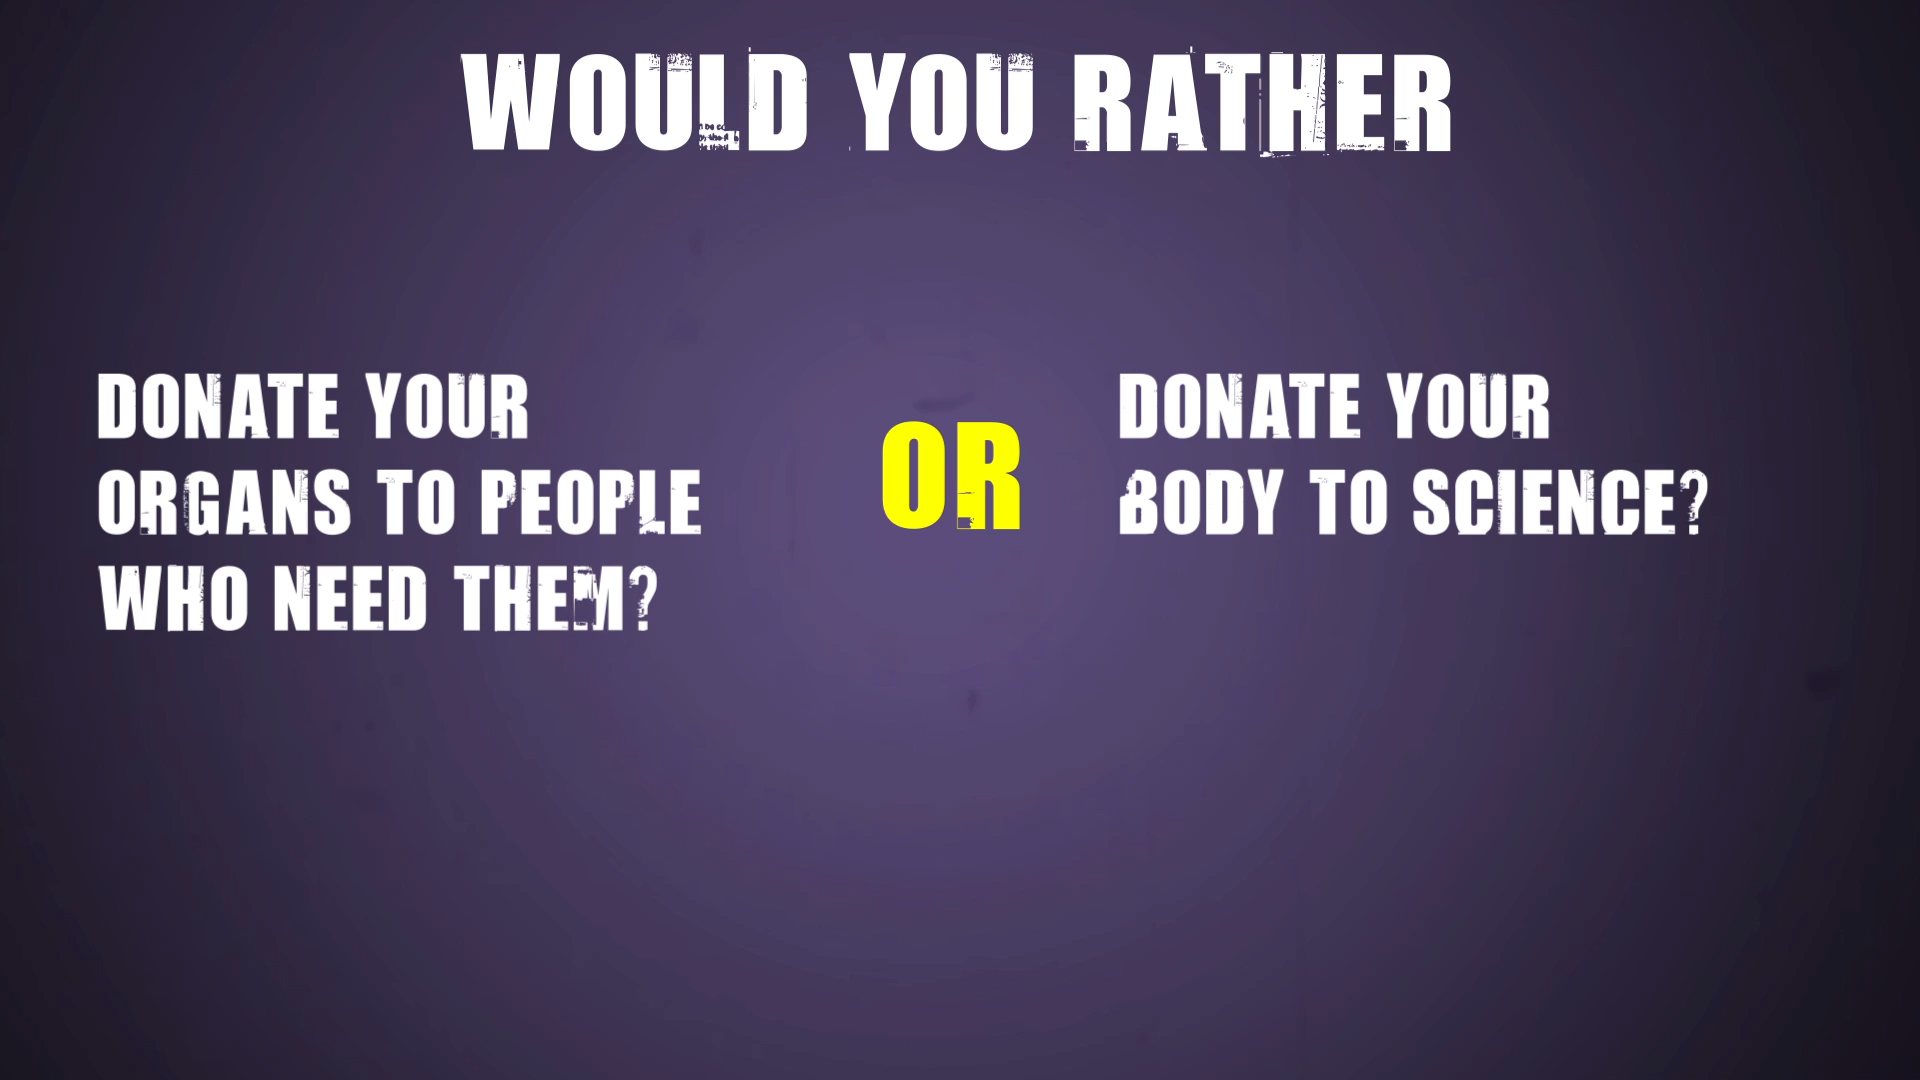 WOULD YOU RATHER
DONATE YOUR
ORGANS TO PEOPLE
WHO NEED THEM?
OR
DONATE YOUR
BODY TO SCIENCE?